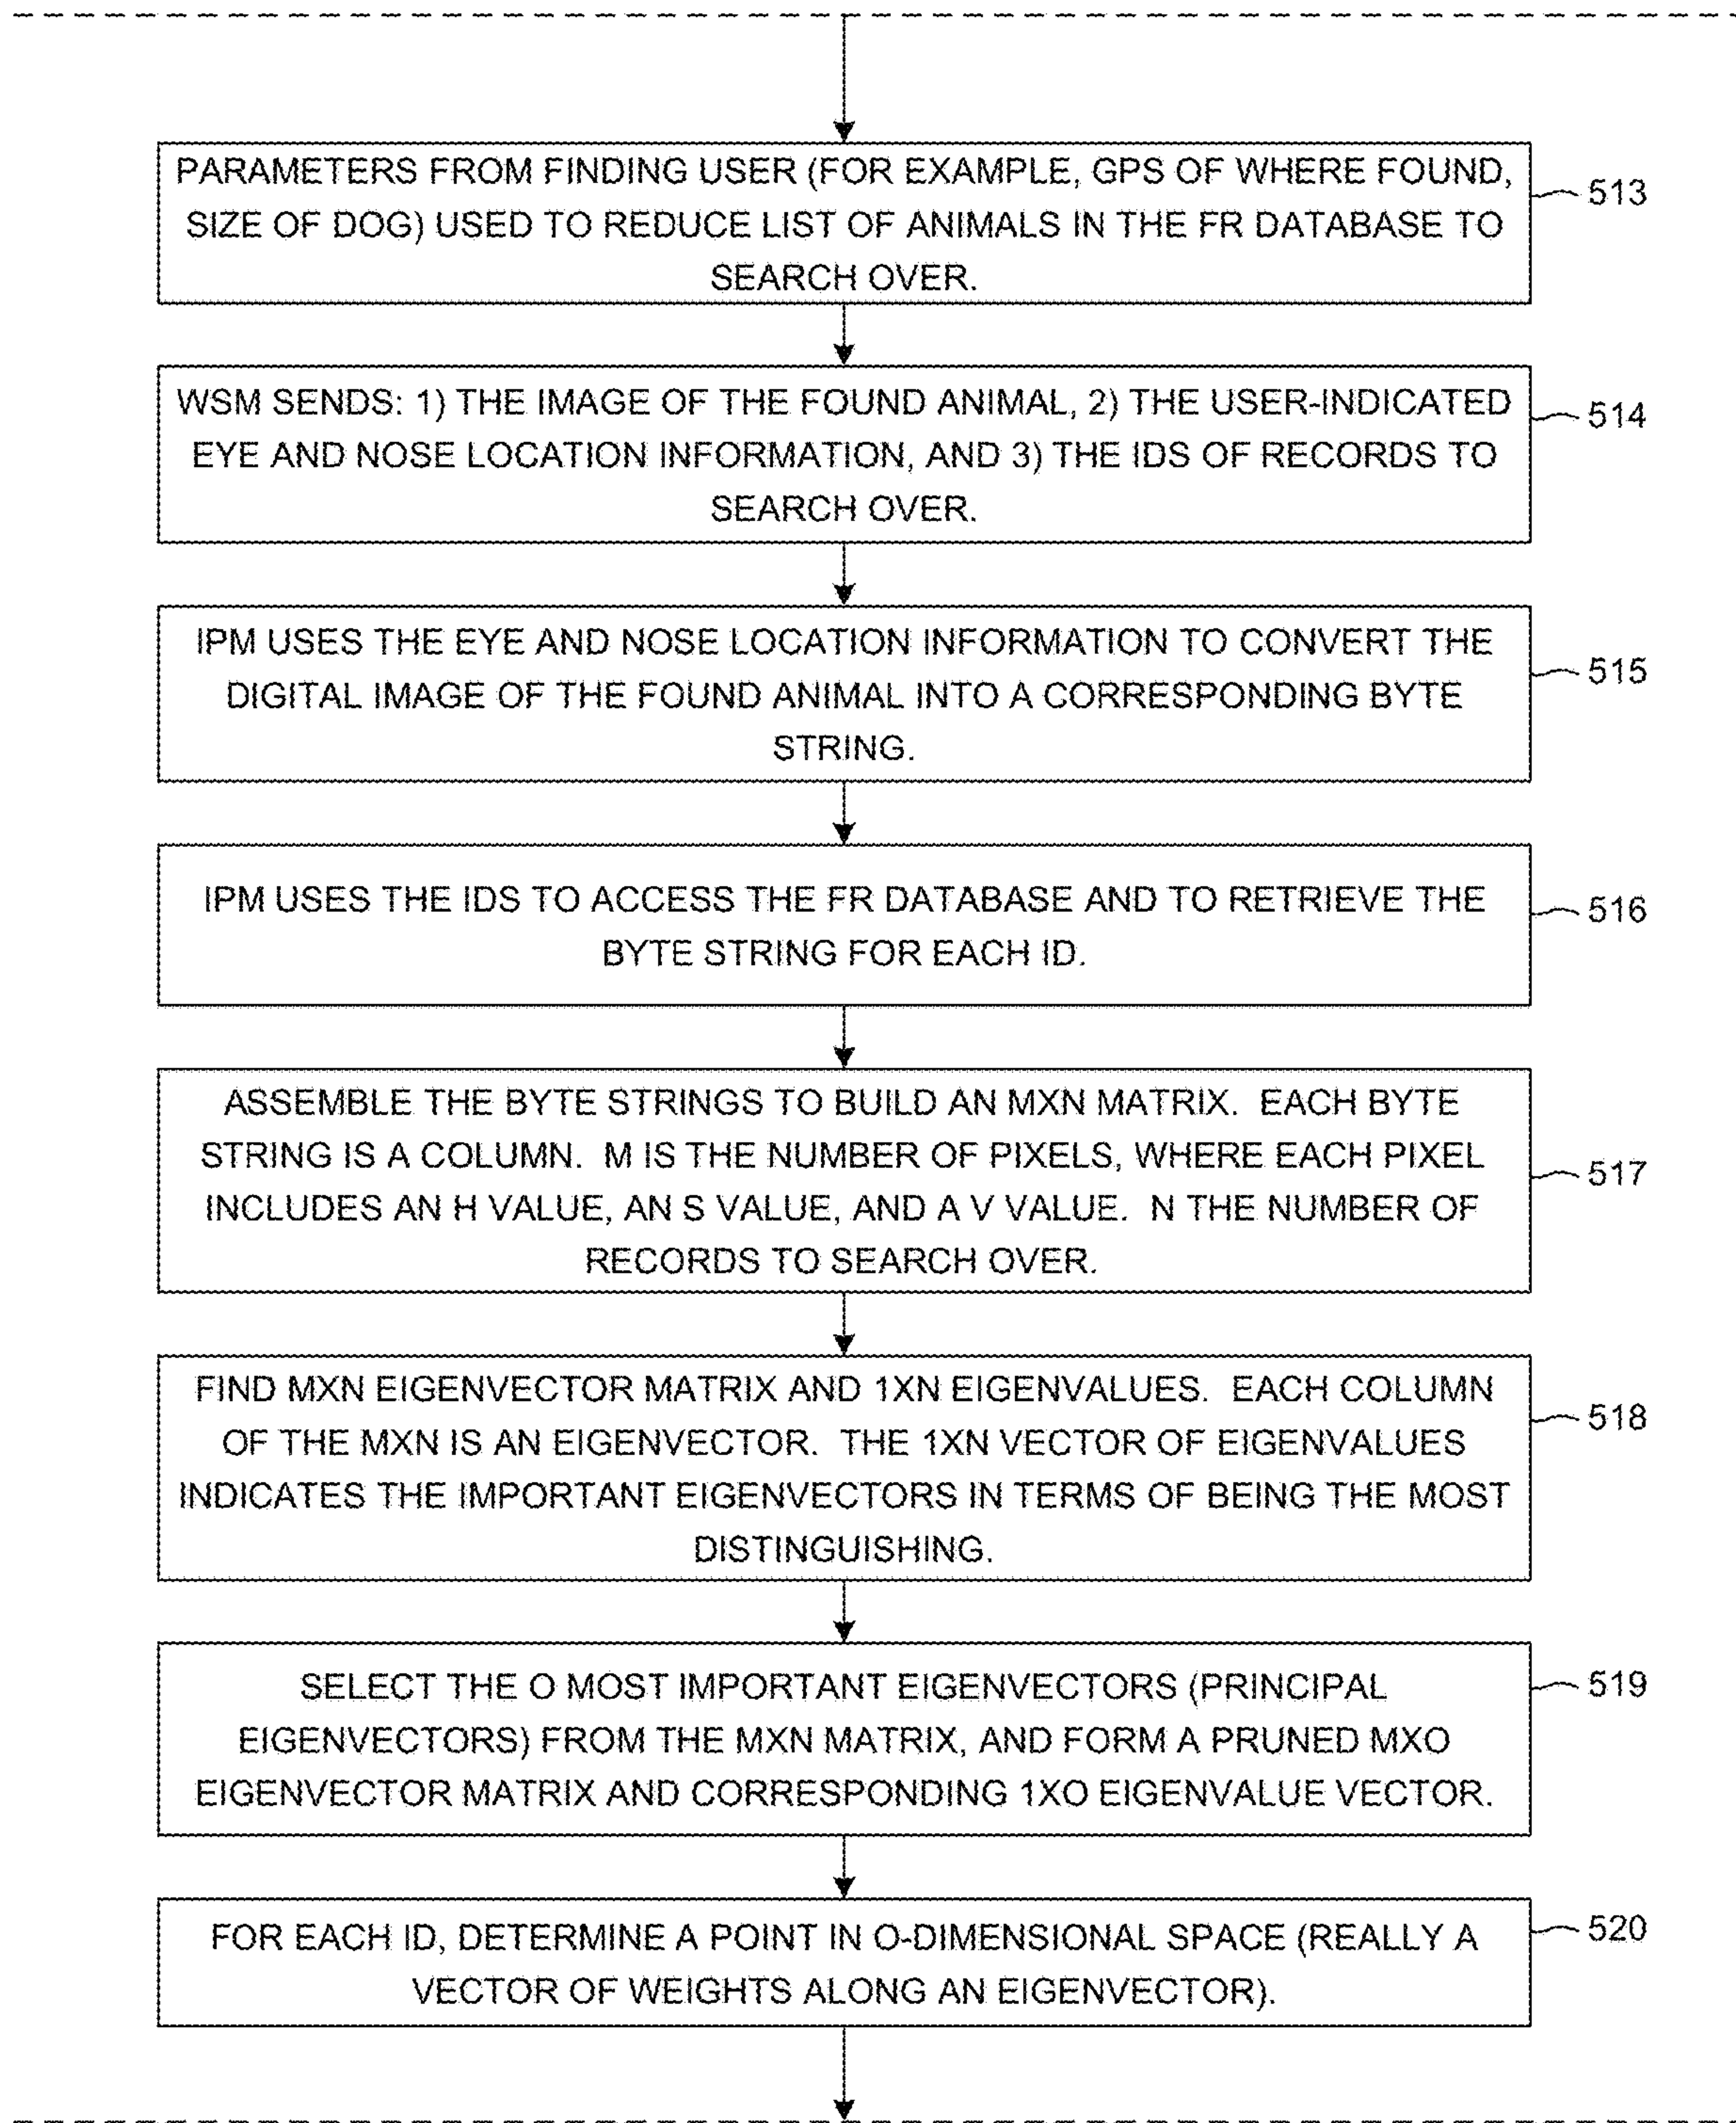 PARAMETERS FROM FINDING USER (FOR EXAMPLE, GPS OF WHERE FOUND,
SIZE OF DOG) USED TO REDUCE LIST OF ANIMALS IN THE FR DATABASE TO
SEARCH OVER.
513
WSM SENDS: 1) THE IMAGE OF THE FOUND ANIMAL, 2) THE USER-INDICATED
EYE AND NOSE LOCATION INFORMATION, AND 3) THE IDS OF RECORDS TO
SEARCH OVER.
514
IPM USES THE EYE AND NOSE LOCATION INFORMATION TO CONVERT THE
DIGITAL IMAGE OF THE FOUND ANIMAL INTO A CORRESPONDING BYTE
STRING.
515
IPM USES THE IDS TO ACCESS THE FR DATABASE AND TO RETRIEVE THE
BYTE STRING FOR EACH ID.
516
ASSEMBLE THE BYTE STRINGS TO BUILD AN MXN MATRIX. EACH BYTE
STRING IS A COLUMN. M IS THE NUMBER OF PIXELS, WHERE EACH PIXEL
INCLUDES AN H VALUE, AN S VALUE, AND A V VALUE. N THE NUMBER OF
RECORDS TO SEARCH OVER.
517
FIND MXN EIGENVECTOR MATRIX AND 1XN EIGENVALUES. EACH COLUMN
OF THE MXN IS AN EIGENVECTOR. THE 1XN VECTOR OF EIGENVALUES
INDICATES THE IMPORTANT EIGENVECTORS IN TERMS OF BEING THE MOST
DISTINGUISHING.
518
SELECT THE O MOST IMPORTANT EIGENVECTORS (PRINCIPAL
EIGENVECTORS) FROM THE MXN MATRIX, AND FORM A PRUNED MXO
EIGENVECTOR MATRIX AND CORRESPONDING 1XO EIGENVALUE VECTOR.
519
FOR EACH ID, DETERMINE A POINT IN O-DIMENSIONAL SPACE (REALLY A
VECTOR OF WEIGHTS ALONG AN EIGENVECTOR).
520